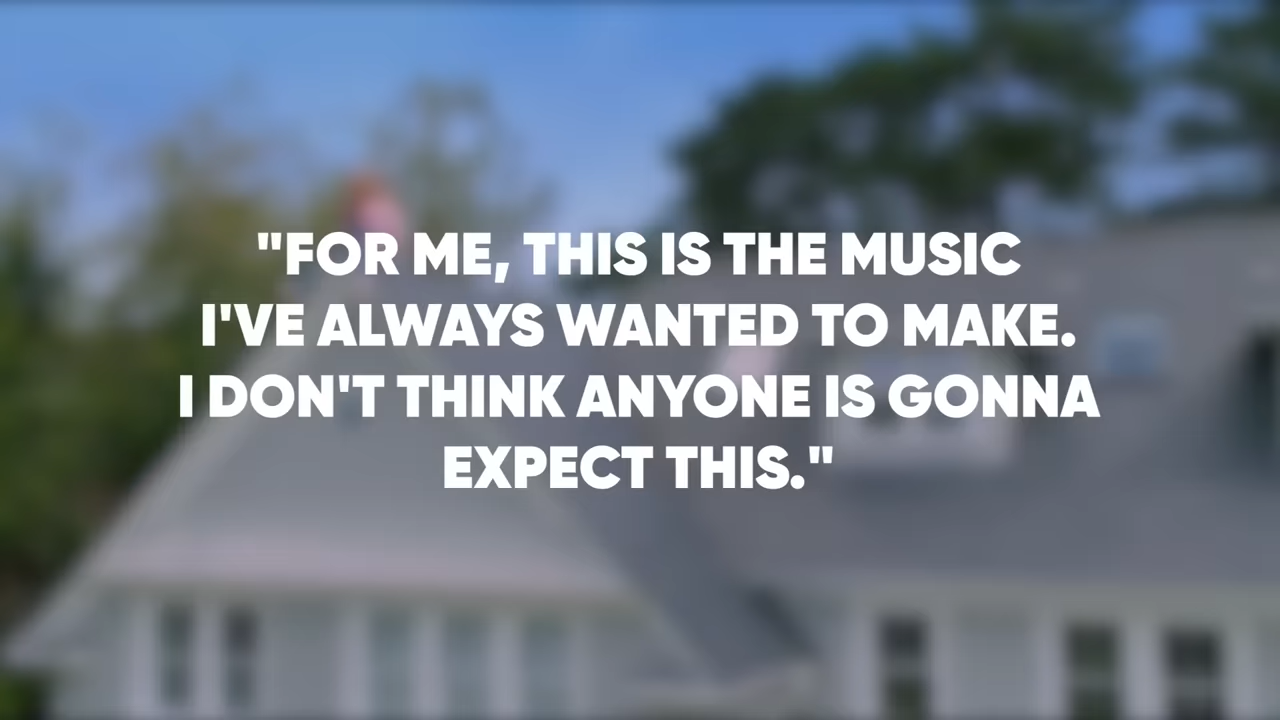 "FOR ME, THIS IS THE MUSIC
I'VE ALWAYS WANTED TO MAKE.
I DON'T THINK ANYONE IS GONNA
EXPECT THIS."